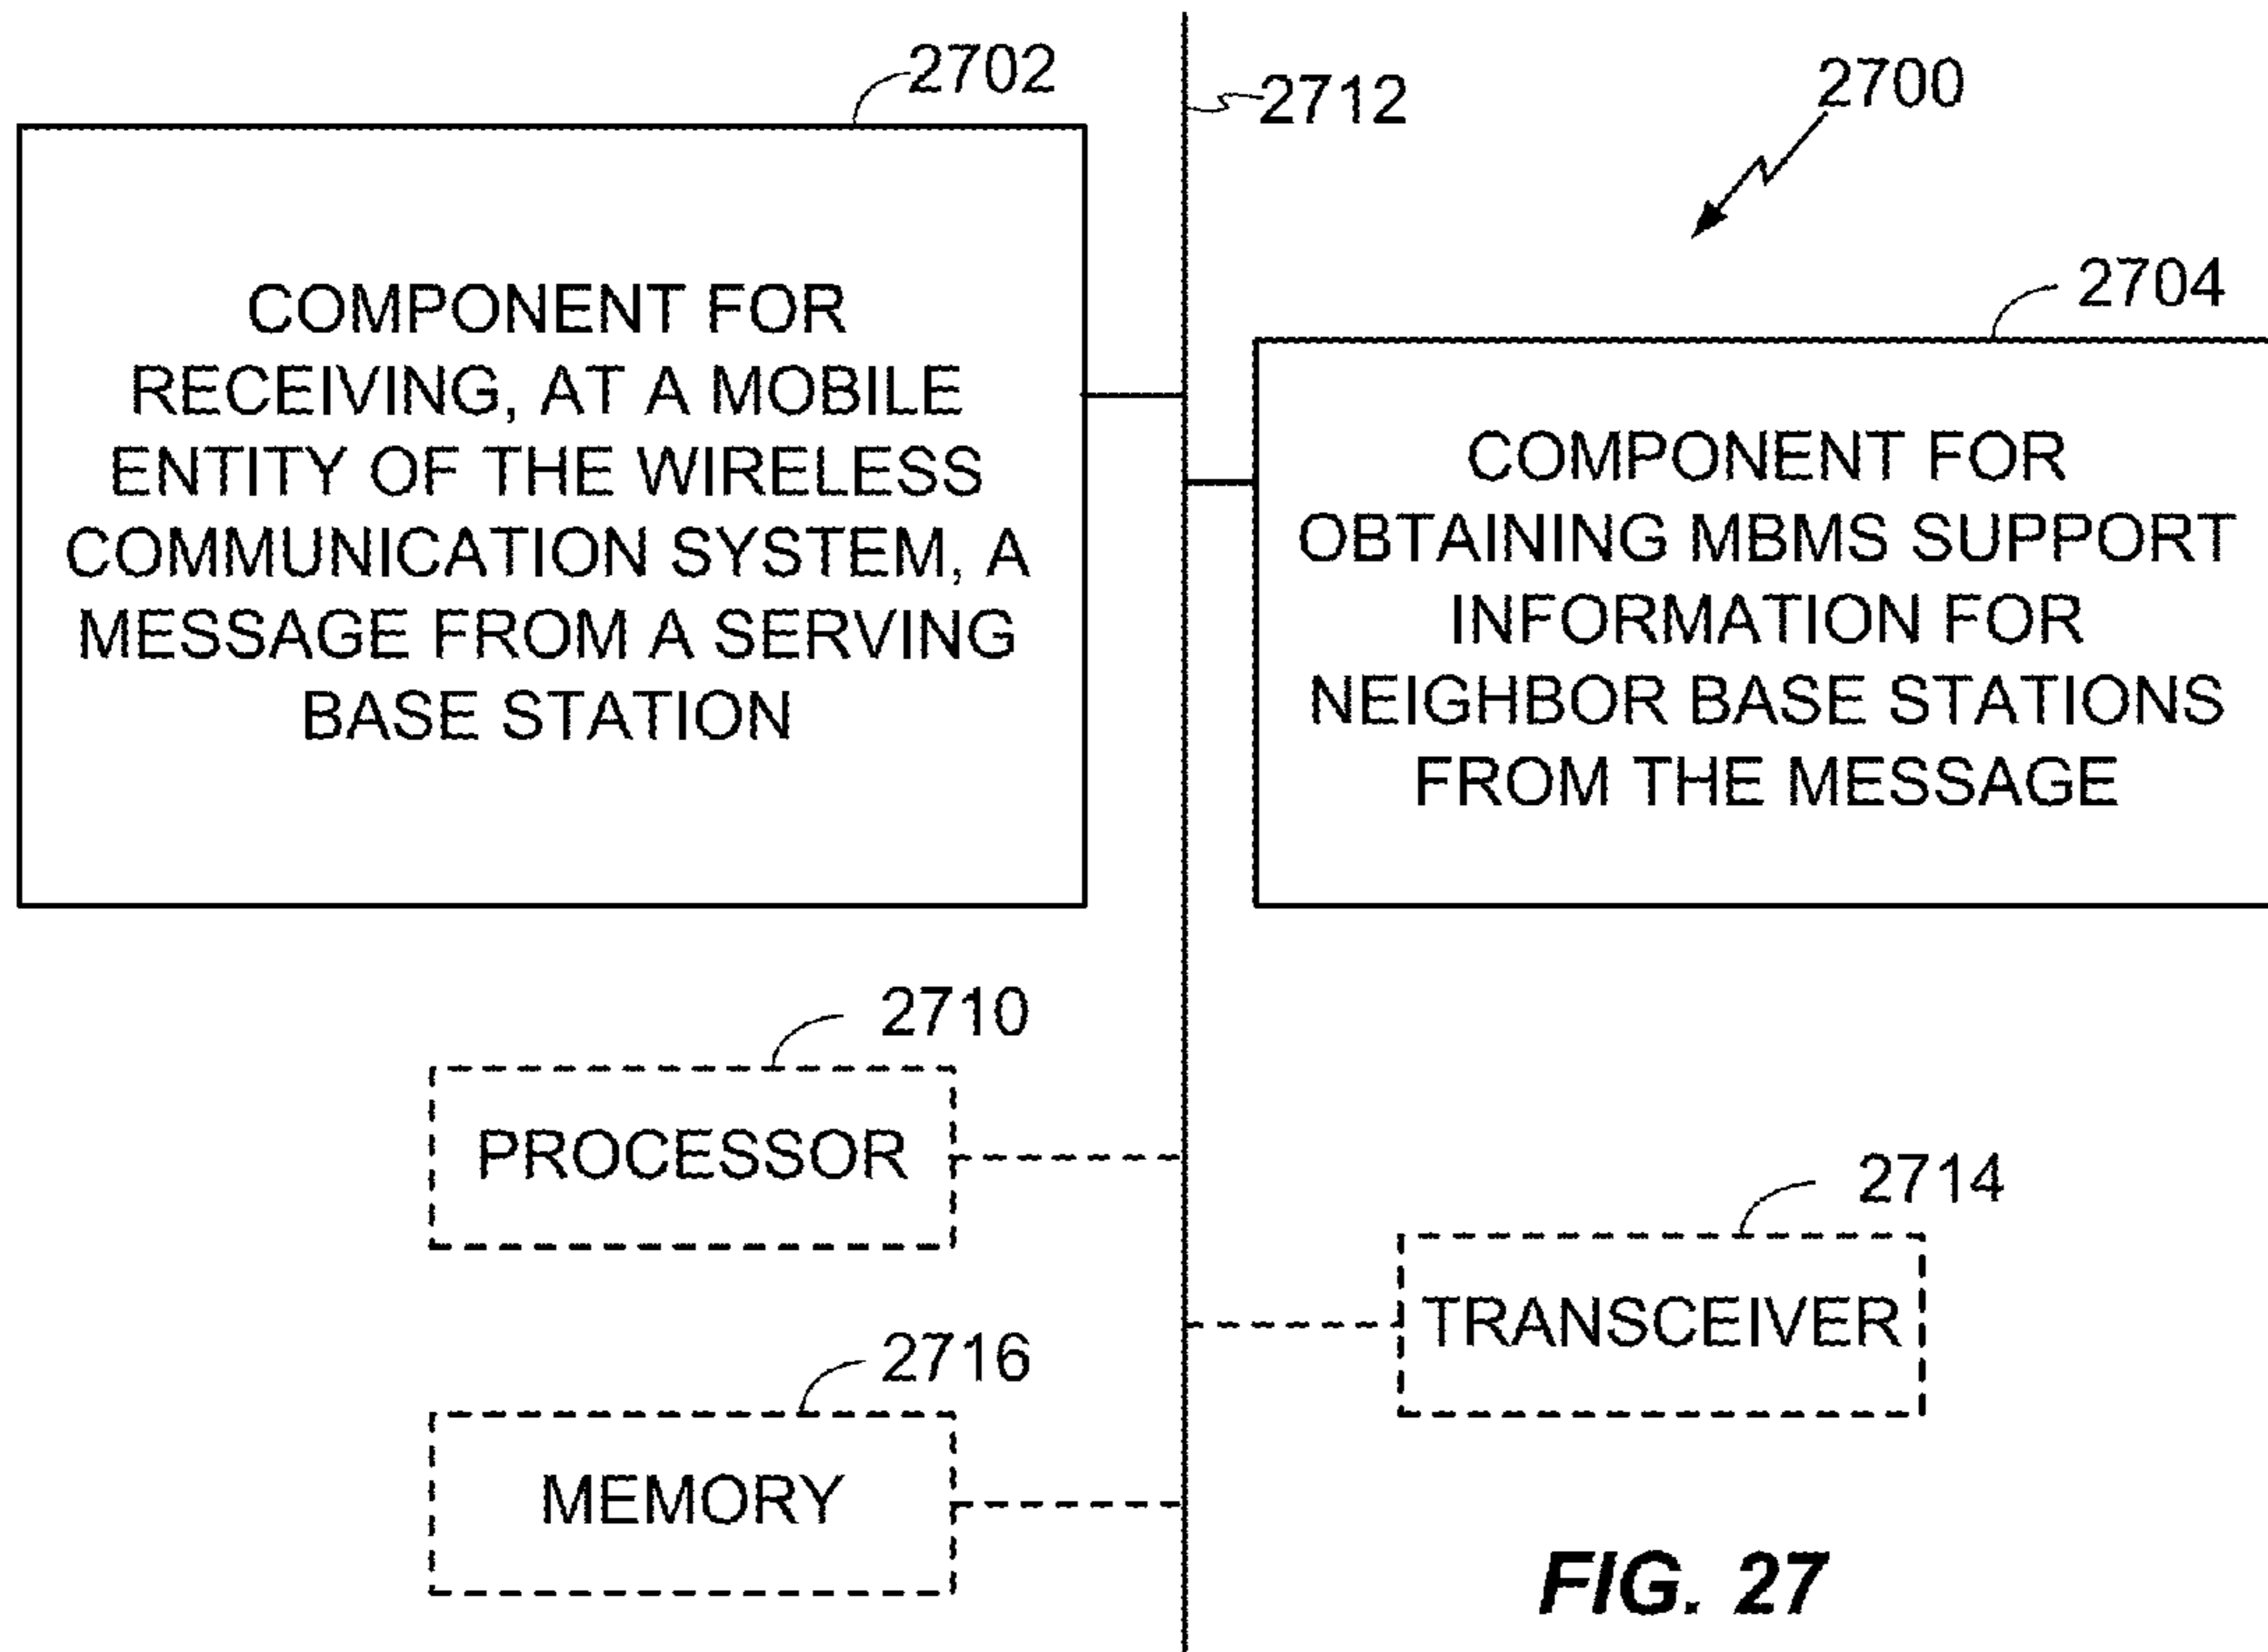 2702
2712
2700
COMPONENT FOR
RECEIVING, AT A MOBILE
ENTITY OF THE WIRELESS
COMMUNICATION SYSTEM, A
MESSAGE FROM A SERVING
BASE STATION
2704
COMPONENT FOR
OBTAINING MBMS SUPPORT
INFORMATION FOR
NEIGHBOR BASE STATIONS
FROM THE MESSAGE
2710
PROCESSOR
2714
TRANSCEIVER
2716
MEMORY
FIG. 27